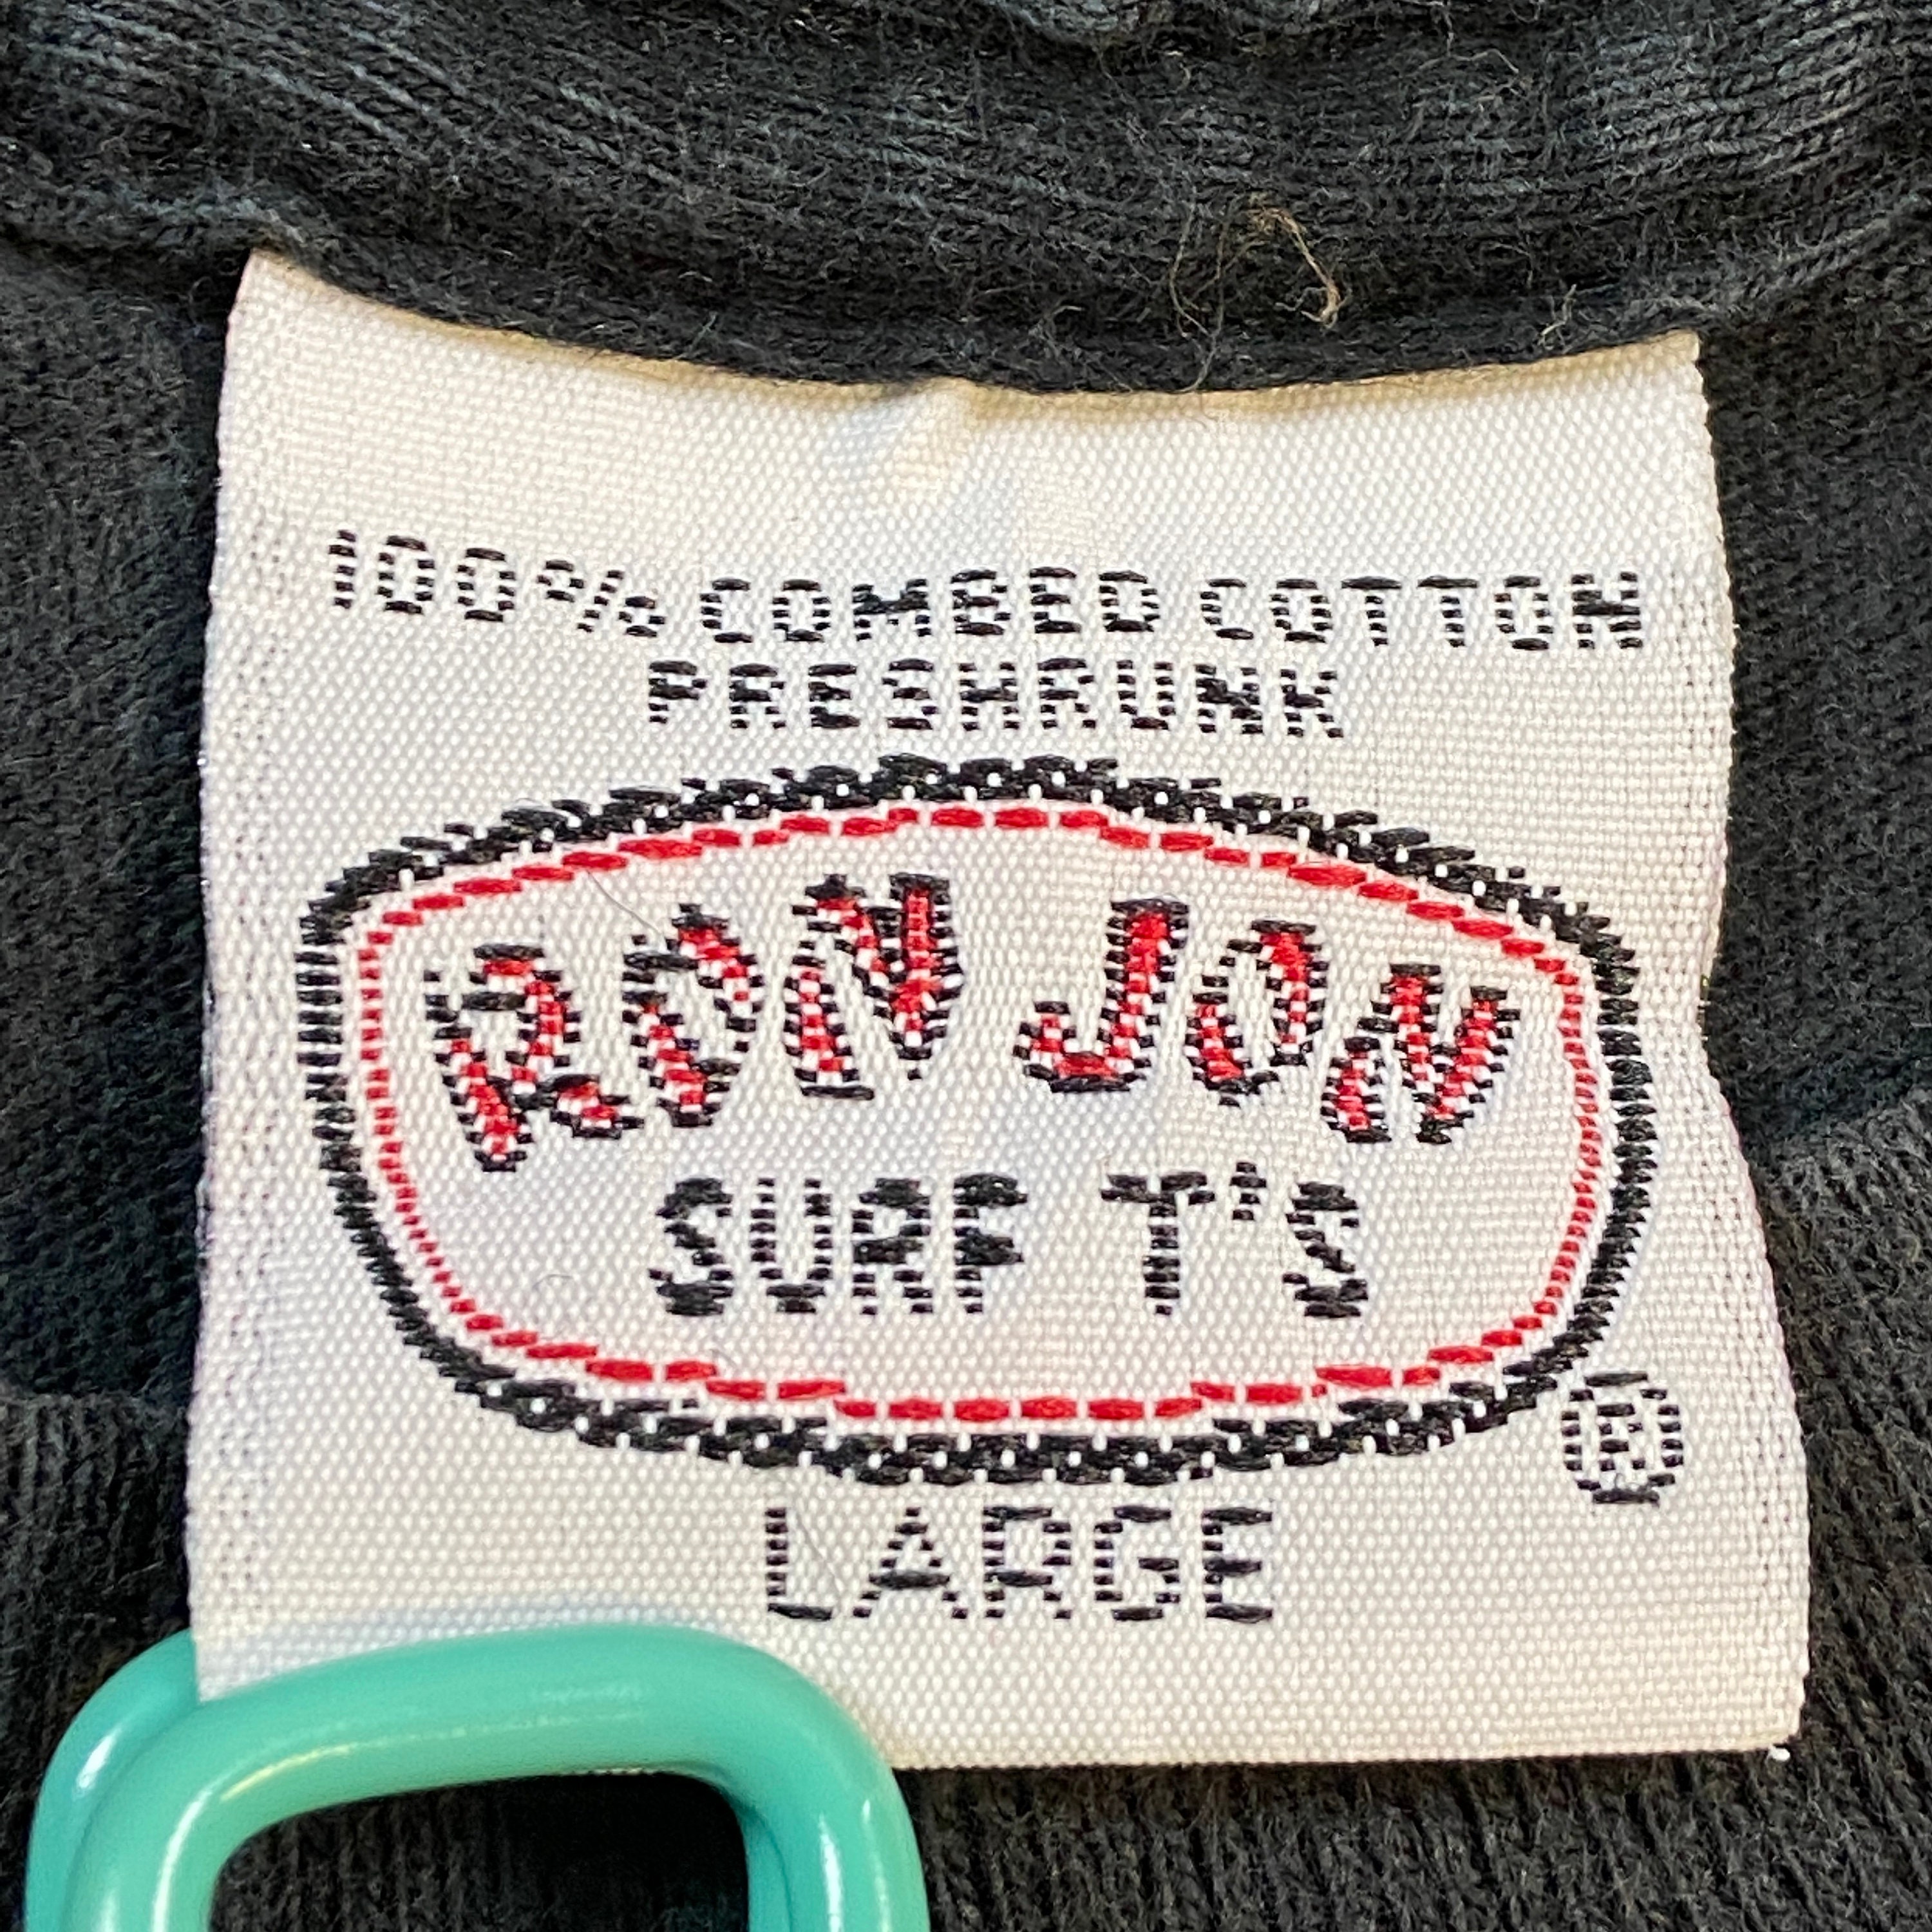 100% COMBED COTTON
PRESHRUNK
RON JON
SURF T'S
®
LARGE